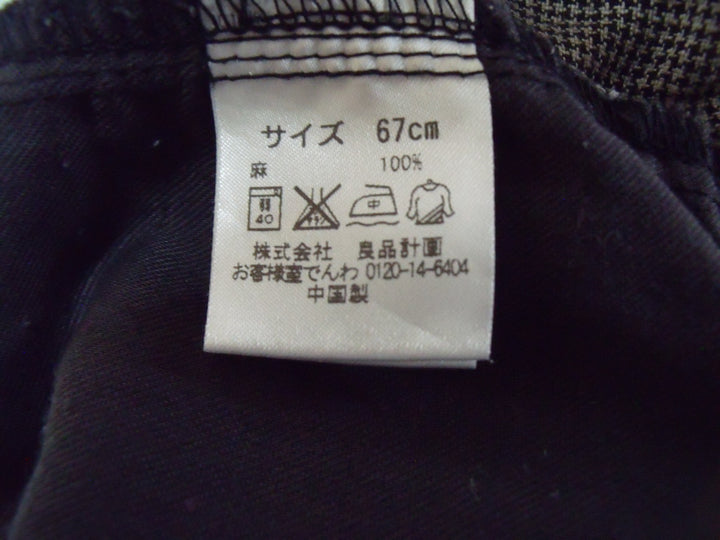 サイズ 67cm
麻 100%
弱 40 中
株式会社 良品計画
お客様室でんわ 0120-14-6404
中国製